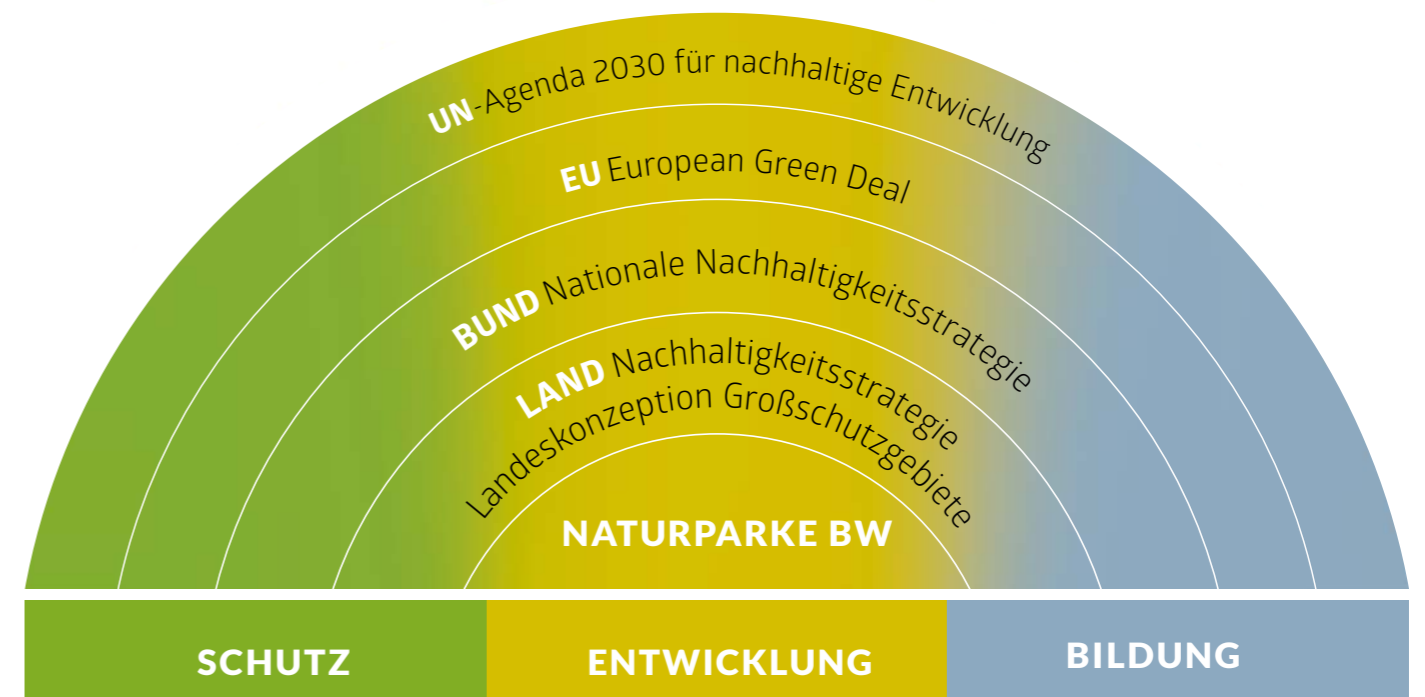 UN-Agenda 2030 für nachhaltige Entwicklung
EU European Green Deal
BUND Nationale Nachhaltigkeitsstrategie
LAND Nachhaltigkeitsstrategie
Landeskonzeption Großschutzgebiete
NATURPARKE BW
SCHUTZ
ENTWICKLUNG
BILDUNG